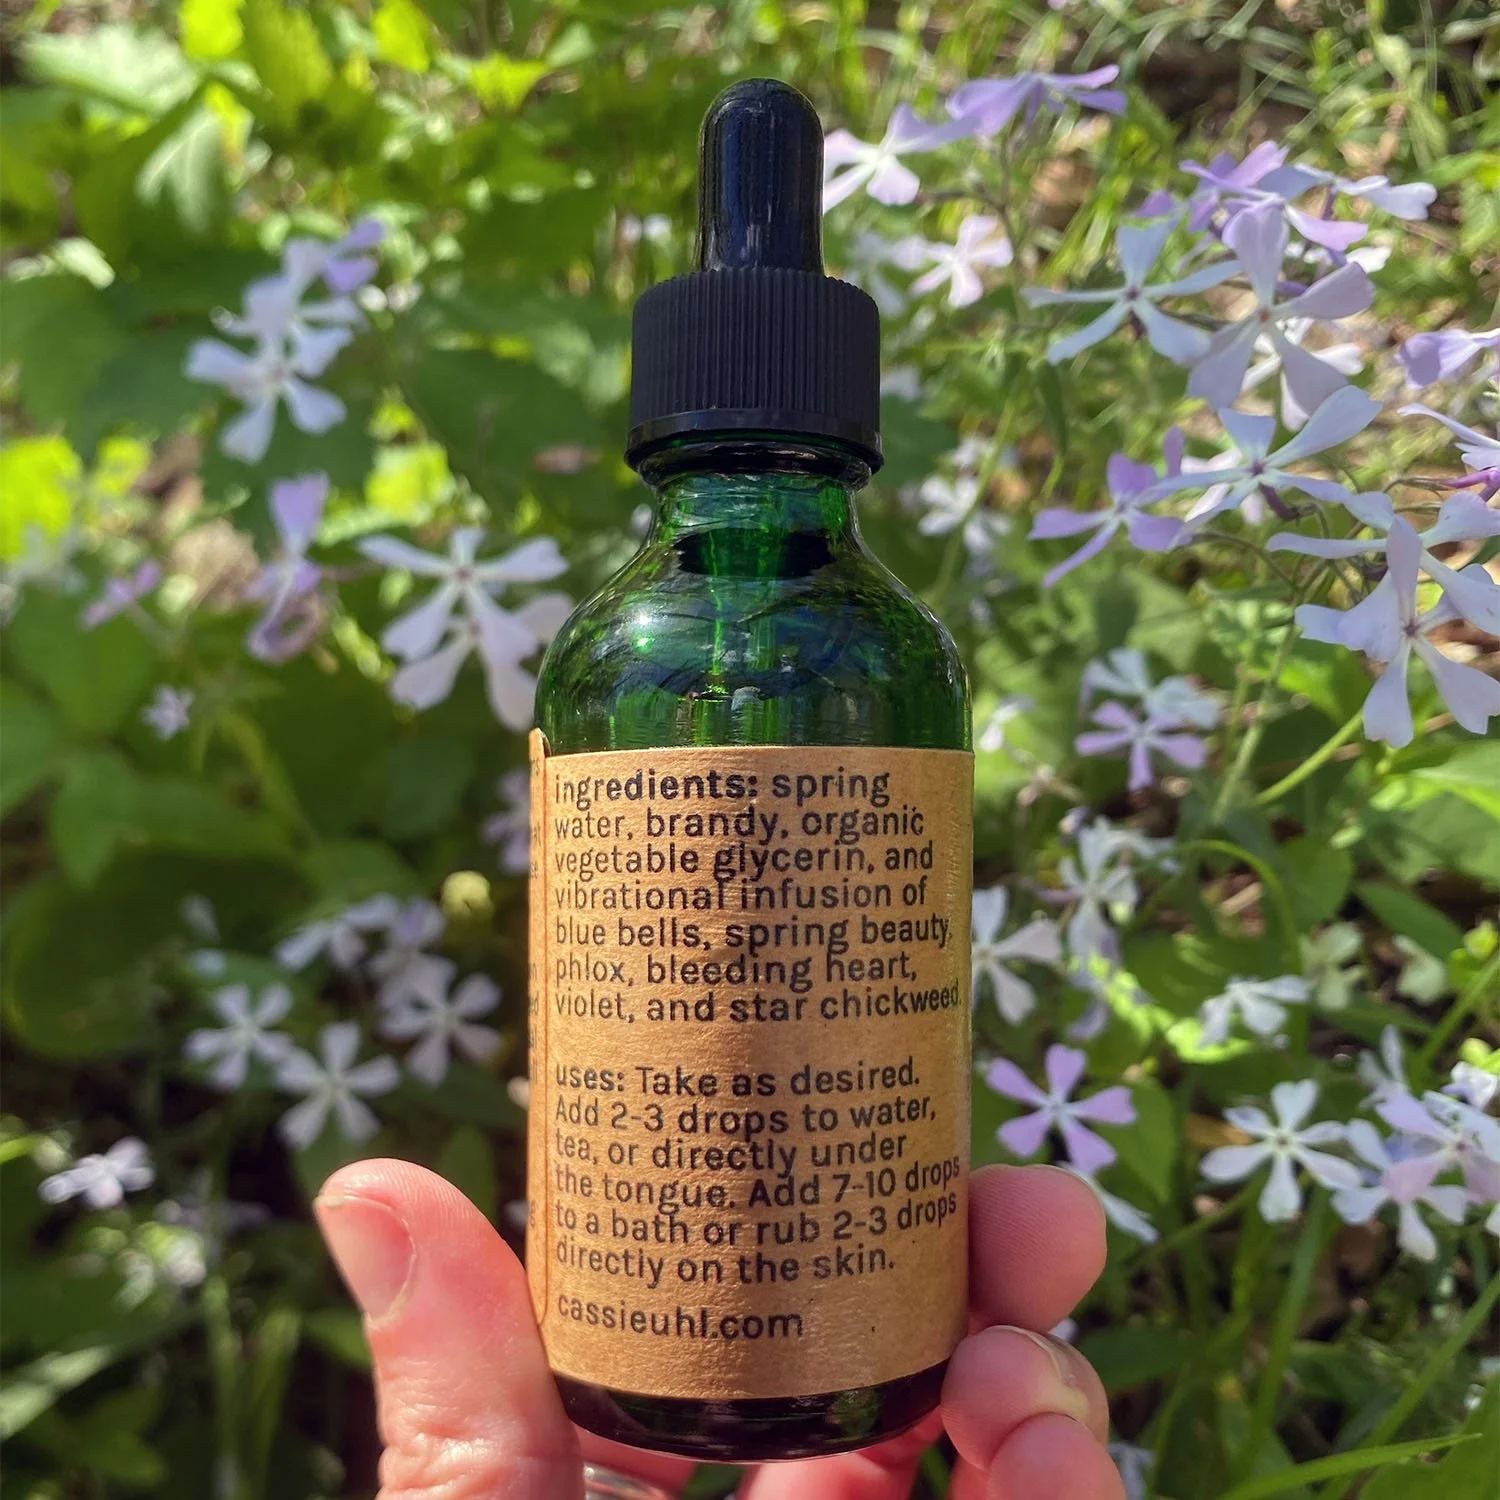 ingredients: spring
water, brandy, organic
vegetable glycerin, and
vibrational infusion of
blue bells, spring beauty,
phlox, bleeding heart,
violet, and star chickweed.
uses: Take as desired.
Add 2-3 drops to water,
tea, or directly under
the tongue. Add 7-10 drops
to a bath or rub 2-3 drops
directly on the skin.
cassieuhl.com